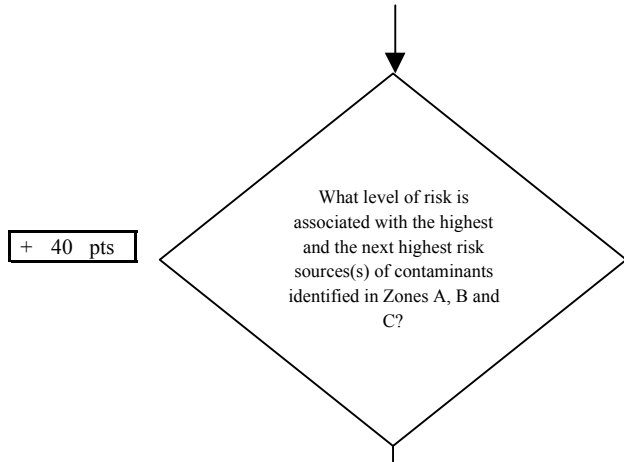 What level of risk is
associated with the highest
and the next highest risk
sources(s) of contaminants
identified in Zones A, B and
C?
+ 40 pts